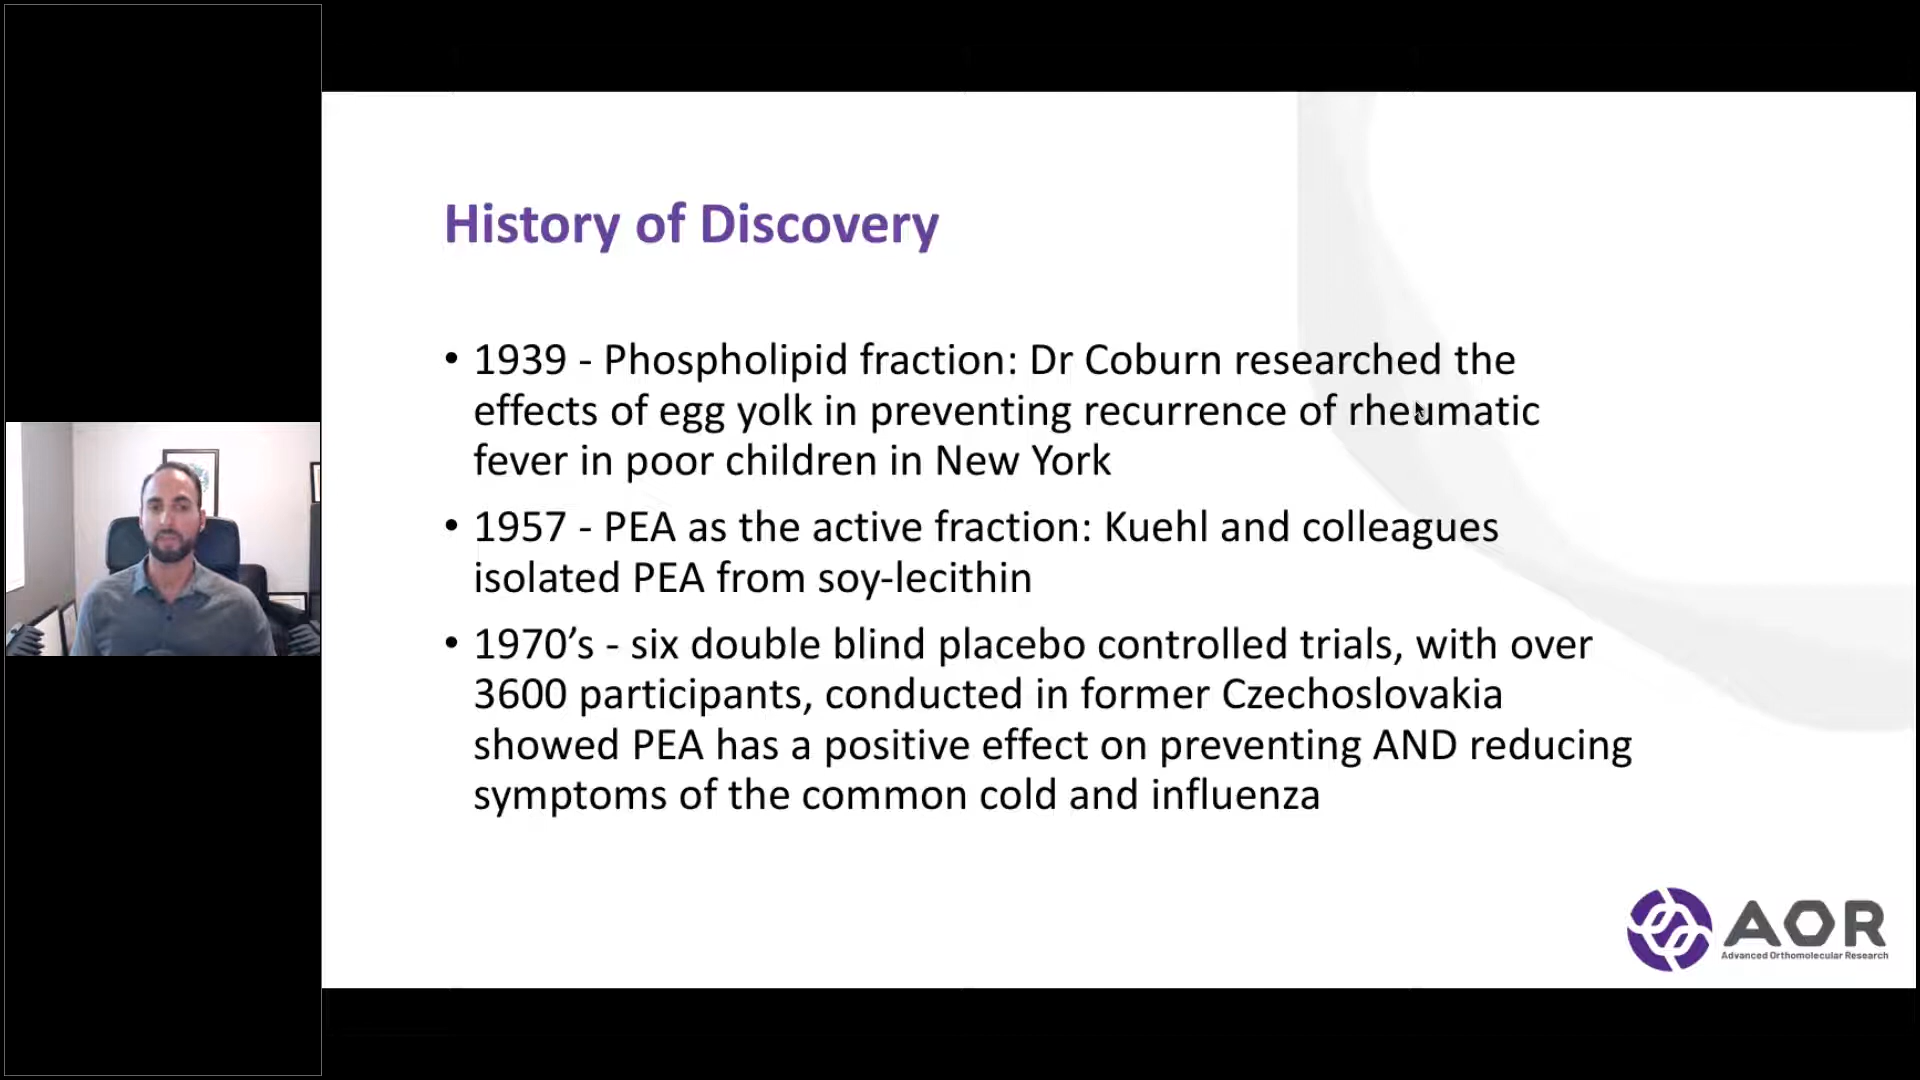 History of Discovery
• 1939 - Phospholipid fraction: Dr Coburn researched the
effects of egg yolk in preventing recurrence of rheumatic
fever in poor children in New York
• 1957 - PEA as the active fraction: Kuehl and colleagues
isolated PEA from soy-lecithin
• 1970’s - six double blind placebo controlled trials, with over
3600 participants, conducted in former Czechoslovakia
showed PEA has a positive effect on preventing AND reducing
symptoms of the common cold and influenza
AOR
Advanced Orthomolecular Research